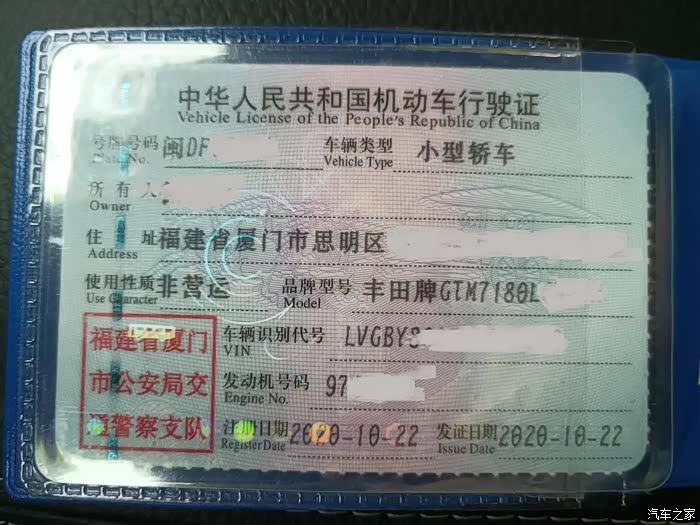 中华人民共和国机动车行驶证
Vehicle License of the People's Republic of China
号牌号码 闽DF 车辆类型 小型轿车
Plate No. Vehicle Type
所有人
Owner
住址 福建省厦门市思明区
Address
使用性质 非营运 品牌型号 丰田牌GTM7180L
Use Character Model
福建省厦门
市公安局交
通警察支队
车辆识别代号 LVGBY
VIN
发动机号码 97
Engine No.
注册日期 2020-10-22 发证日期 2020-10-22
Register Date Issue Date
汽车之家